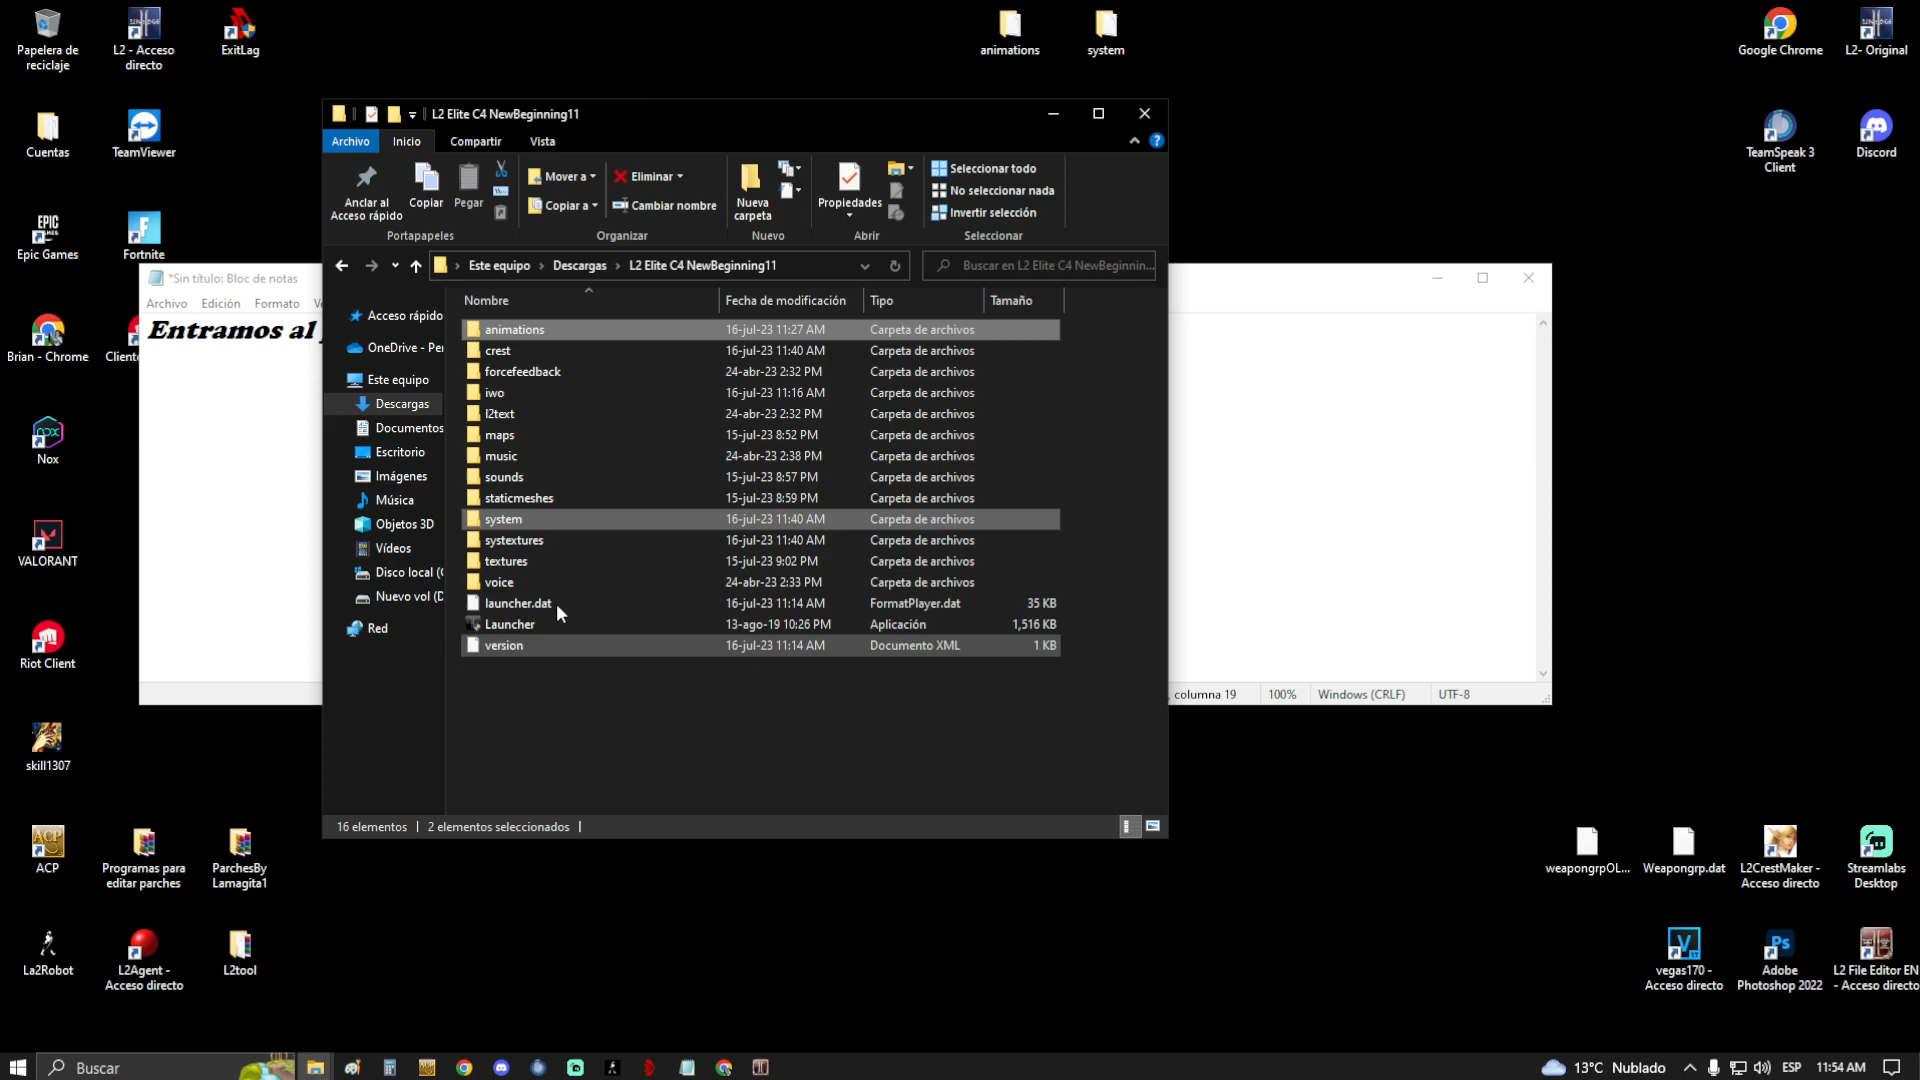 Papelera de
reciclaje
L2 - Acceso
directo
ExitLag
animations
system
Google Chrome
L2- Original
Cuentas
TeamViewer
TeamSpeak 3
Client
Discord
Epic Games
Fortnite
Brian - Chrome
Cliente
Nox
VALORANT
Riot Client
skill1307
ACP
Programas para
editar parches
ParchesBy
Lamagita1
La2Robot
L2Agent -
Acceso directo
L2tool
weapongrpOL...
Weapongrp.dat
L2CrestMaker -
Acceso directo
Streamlabs
Desktop
vegas170 -
Acceso directo
Adobe
Photoshop 2022
L2 File Editor EN
- Acceso directo
*Sin título: Bloc de notas
Archivo Edición Formato
Entramos al
, columna 19 100% Windows (CRLF) UTF-8
L2 Elite C4 NewBeginning11
Archivo Inicio Compartir Vista
Anclar al
Acceso rápido
Copiar
Pegar
Mover a
Copiar a
Eliminar
Cambiar nombre
Nueva
carpeta
Propiedades
Seleccionar todo
No seleccionar nada
Invertir selección
Portapapeles Organizar Nuevo Abrir Seleccionar
Este equipo > Descargas > L2 Elite C4 NewBeginning11
Buscar en L2 Elite C4 NewBeginnin...
Nombre Fecha de modificación Tipo Tamaño
Acceso rápido
OneDrive - Per
Este equipo
Descargas
Documentos
Escritorio
Imágenes
Música
Objetos 3D
Vídeos
Disco local (
Nuevo vol (D
Red
animations 16-jul-23 11:27 AM Carpeta de archivos
crest 16-jul-23 11:40 AM Carpeta de archivos
forcefeedback 24-abr-23 2:32 PM Carpeta de archivos
iwo 16-jul-23 11:16 AM Carpeta de archivos
l2text 24-abr-23 2:32 PM Carpeta de archivos
maps 15-jul-23 8:52 PM Carpeta de archivos
music 24-abr-23 2:38 PM Carpeta de archivos
sounds 15-jul-23 8:57 PM Carpeta de archivos
staticmeshes 15-jul-23 8:59 PM Carpeta de archivos
system 16-jul-23 11:40 AM Carpeta de archivos
systextures 16-jul-23 11:40 AM Carpeta de archivos
textures 15-jul-23 9:02 PM Carpeta de archivos
voice 24-abr-23 2:33 PM Carpeta de archivos
launcher.dat 16-jul-23 11:14 AM FormatPlayer.dat 35 KB
Launcher 13-ago-19 10:26 PM Aplicación 1,516 KB
version 16-jul-23 11:14 AM Documento XML 1 KB
16 elementos 2 elementos seleccionados
Buscar
13°C Nublado ESP 11:54 AM